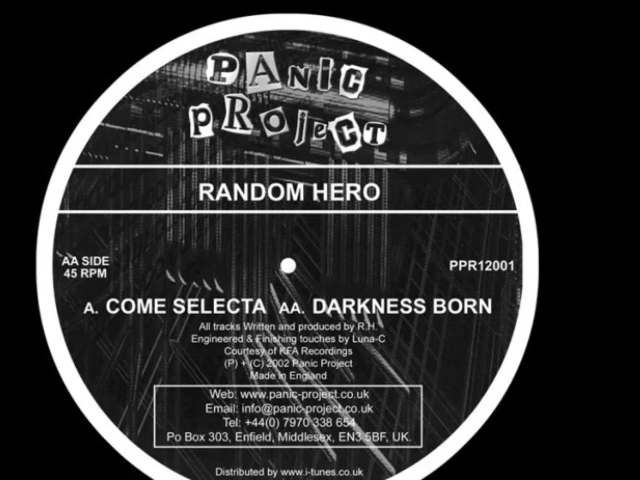 PANIC
PROJECT
RANDOM HERO
AA SIDE
45 RPM
PPR12001
A. COME SELECTA AA. DARKNESS BORN
All tracks Written and produced by R.H.
Engineered & Finishing touches by Luna-C
Courtesy of KFA Recordings
(P) + (C) 2002 Panic Project
Made in England
Web: www.panic-project.co.uk
Email: info@panic-project.co.uk
Tel: +44(0) 7970 338 654
Po Box 303, Enfield, Middlesex, EN3 5BF, UK.
Distributed by www.i-tunes.co.uk